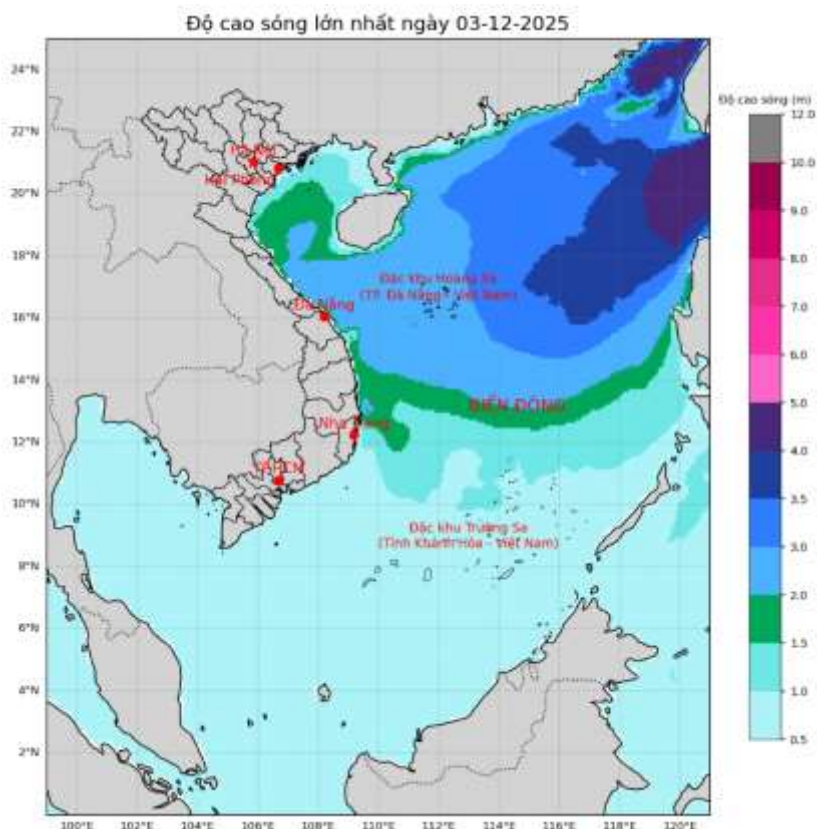 Độ cao sóng lớn nhất ngày 03-12-2025
Độ cao sóng (m)
24°N
22°N
20°N
18°N
16°N
14°N
12°N
10°N
8°N
6°N
4°N
2°N
Hà Nội
Hải Phòng
Đặc khu Hoàng Sa
(TP. Đà Nẵng - Việt Nam)
Đà Nẵng
BIỂN ĐÔNG
Nha Trang
TP.HCM
Đặc khu Trường Sa
(Tỉnh Khánh Hòa - Việt Nam)
12.0
10.0
9.0
8.0
7.0
6.0
5.0
4.0
3.5
3.0
2.0
1.5
1.0
0.5
100°E
102°E
104°E
106°E
108°E
110°E
112°E
114°E
116°E
118°E
120°E